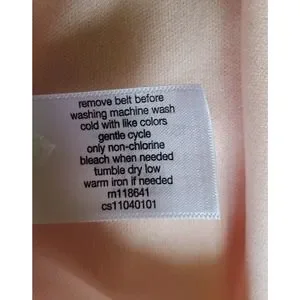 remove belt before
washing machine wash
cold with like colors
gentle cycle
only non-chlorine
bleach when needed
tumble dry low
warm iron if needed
rn118641
cs11040101